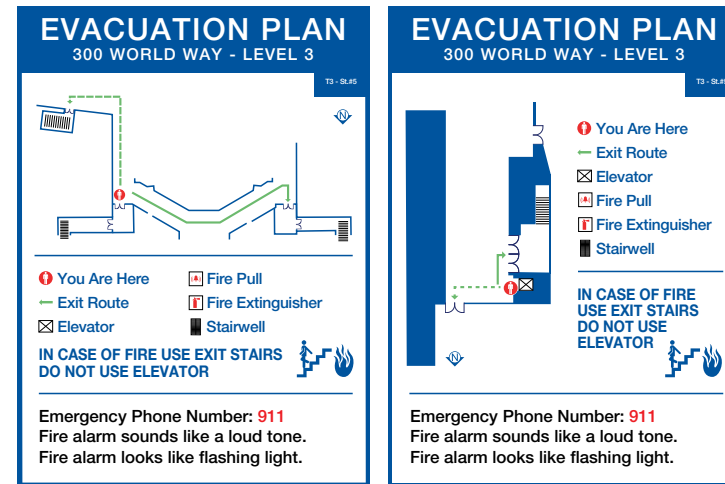 EVACUATION PLAN
300 WORLD WAY - LEVEL 3
T3 - St.#5
N
You Are Here
Exit Route
Elevator
Fire Pull
Fire Extinguisher
Stairwell
IN CASE OF FIRE USE EXIT STAIRS
DO NOT USE ELEVATOR
Emergency Phone Number: 911
Fire alarm sounds like a loud tone.
Fire alarm looks like flashing light.
EVACUATION PLAN
300 WORLD WAY - LEVEL 3
You Are Here
Exit Route
Elevator
Fire Pull
Fire Extinguisher
Stairwell
IN CASE OF FIRE
USE EXIT STAIRS
DO NOT USE
ELEVATOR
N
Emergency Phone Number: 911
Fire alarm sounds like a loud tone.
Fire alarm looks like flashing light.